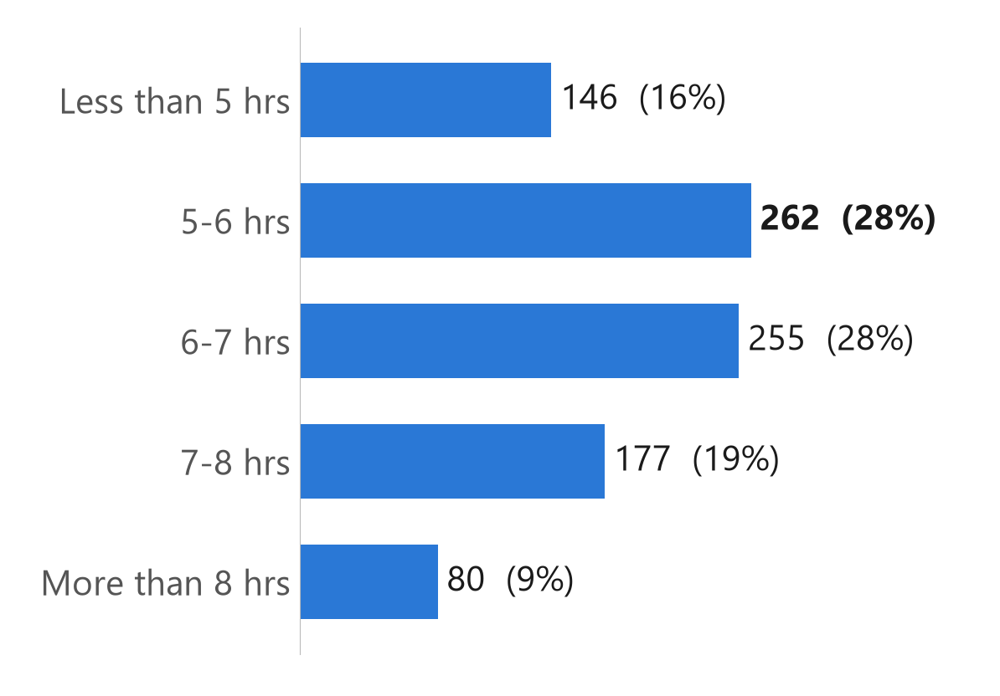 Less than 5 hrs 146 (16%)
5-6 hrs 262 (28%)
6-7 hrs 255 (28%)
7-8 hrs 177 (19%)
More than 8 hrs 80 (9%)